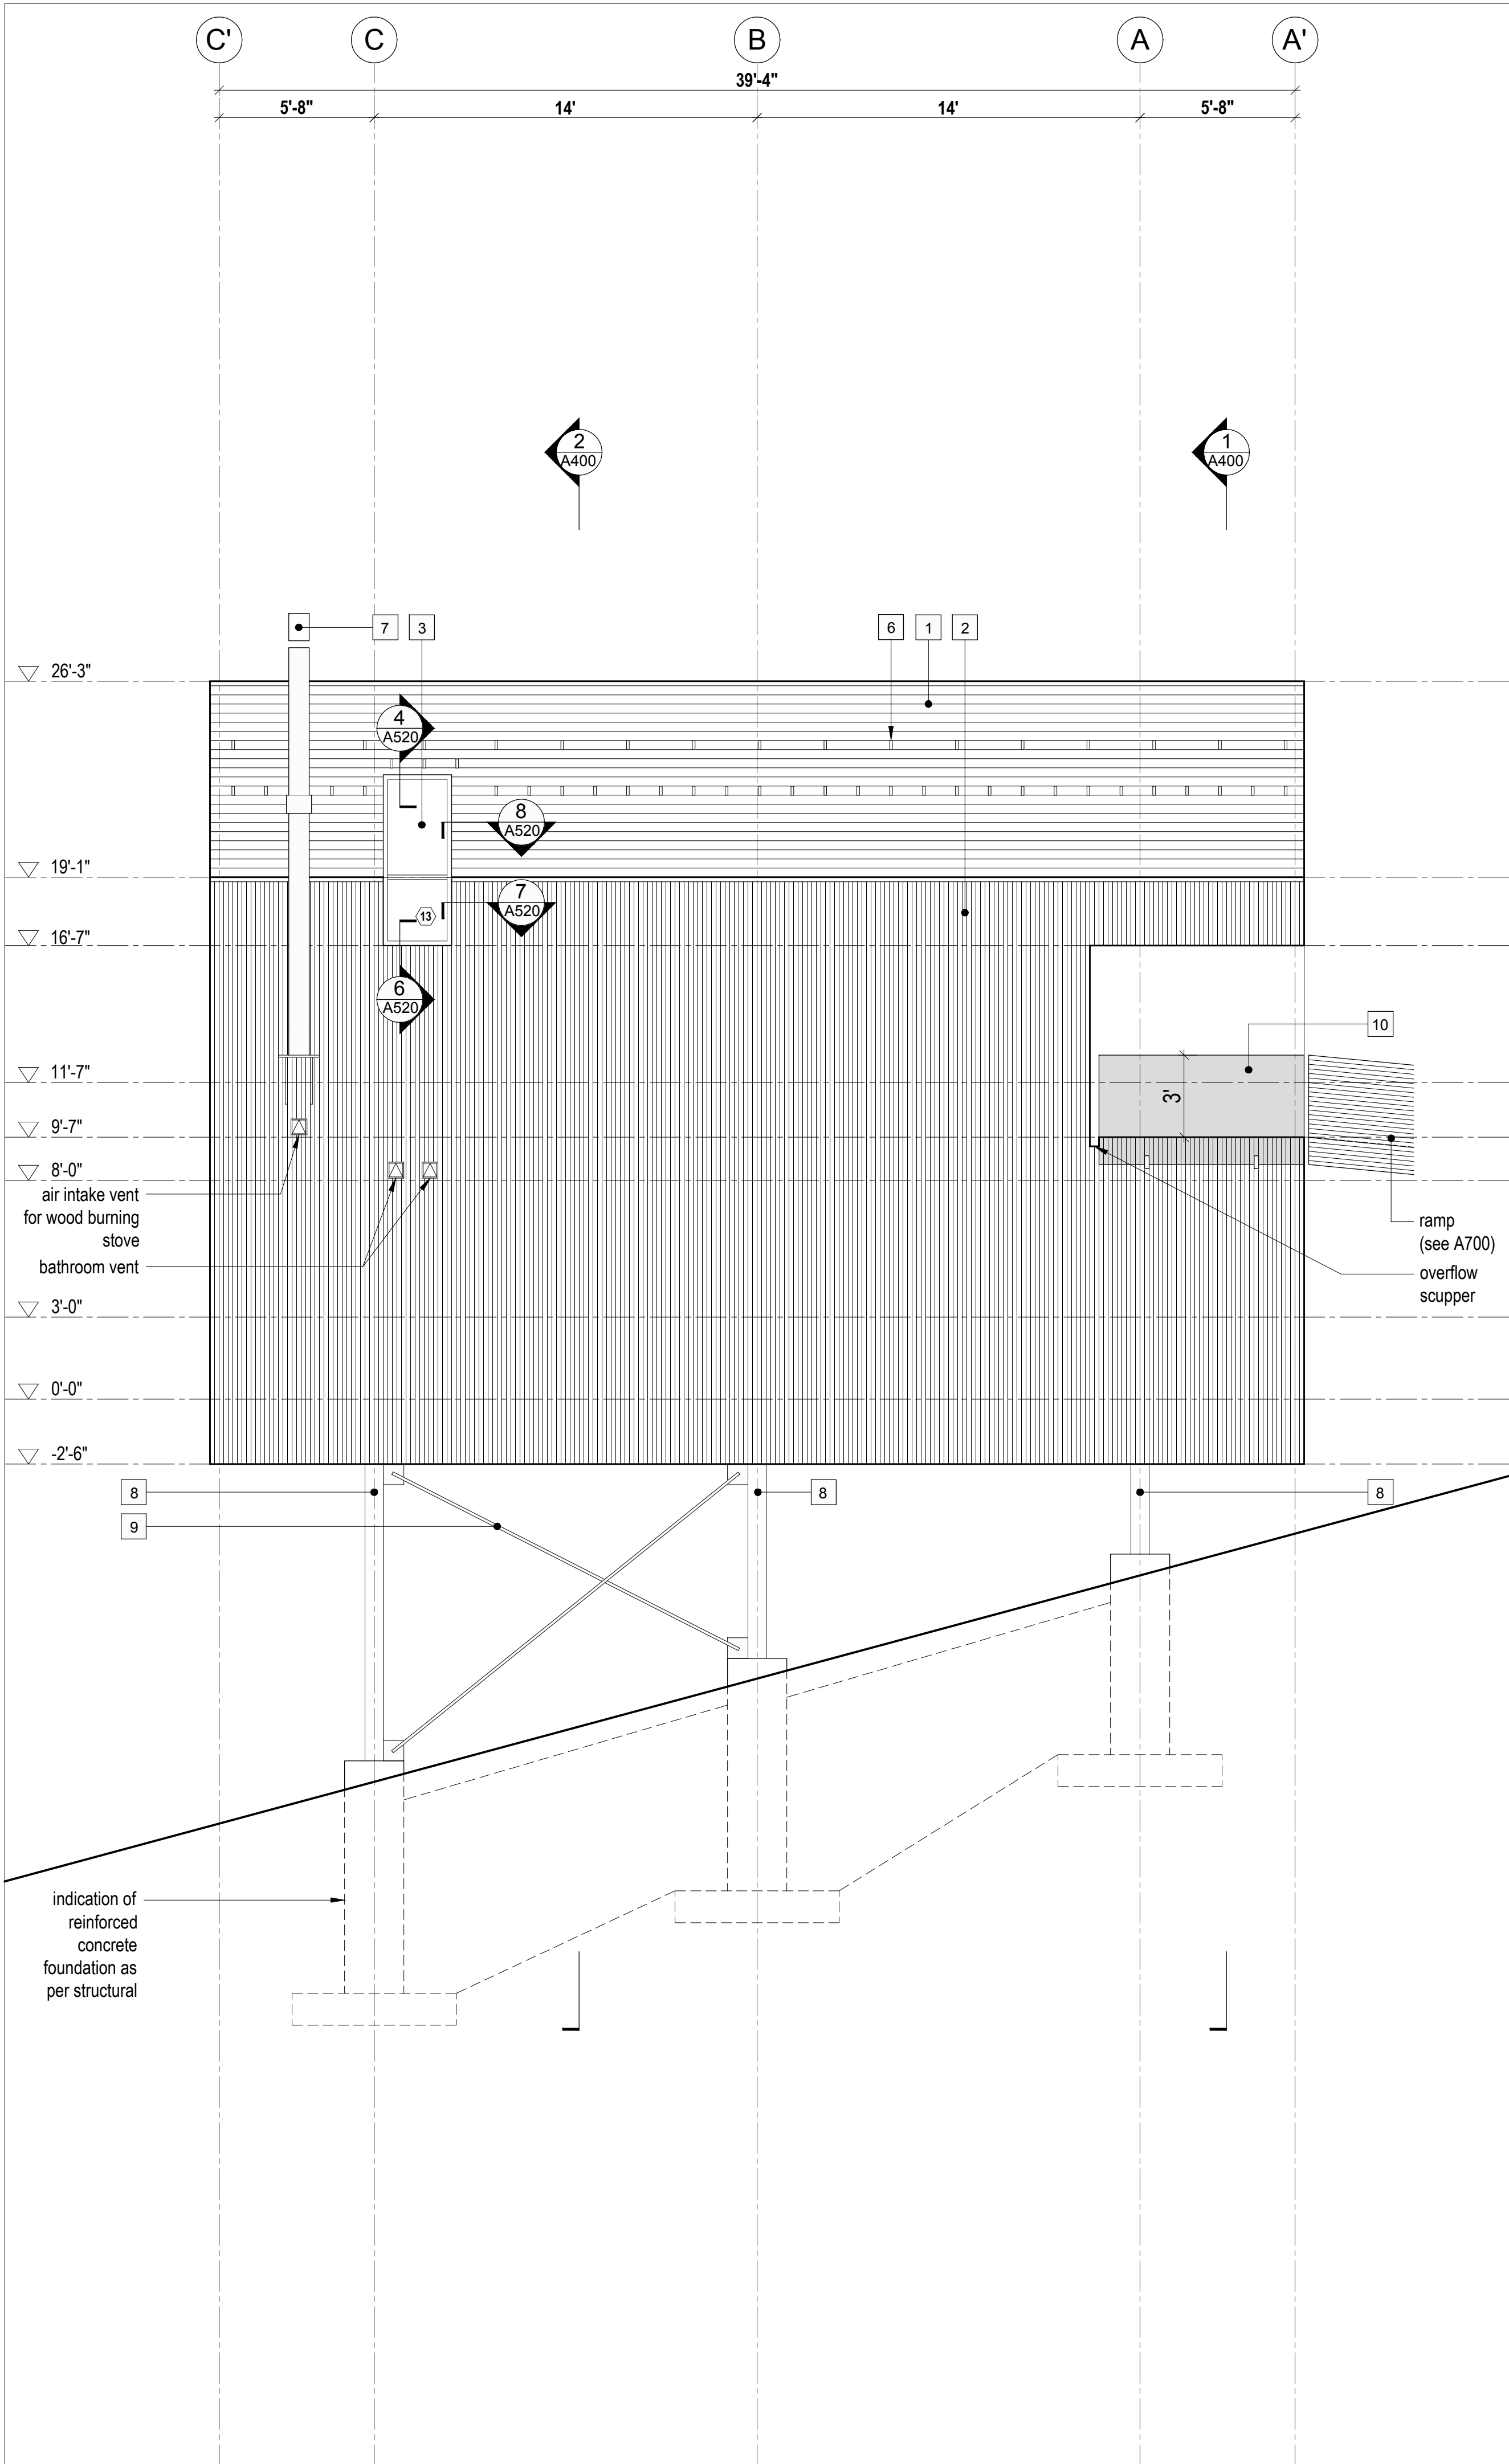 C'
C
B
A
A'
39'-4"
5'-8"
14'
14'
5'-8"
2
A400
1
A400
7
3
6
1
2
26'-3"
4
A520
8
A520
19'-1"
7
A520
13
16'-7"
6
A520
10
11'-7"
3'
9'-7"
8'-0"
air intake vent
for wood burning
stove
bathroom vent
ramp
(see A700)
overflow
scupper
3'-0"
0'-0"
-2'-6"
8
8
8
9
indication of
reinforced
concrete
foundation as
per structural